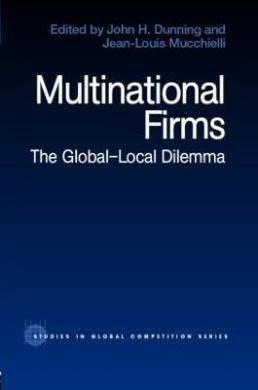 Edited by John H. Dunning and
Jean-Louis Mucchielli
Multinational
Firms
The Global–Local Dilemma
STUDIES IN GLOBAL COMPETITION SERIES